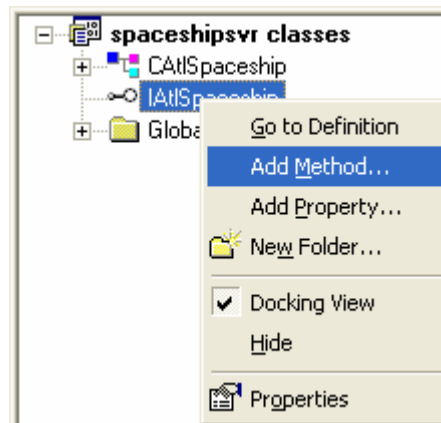 spaceshipsvr classes
CAtlSpaceship
IAtlSpaceship
Globa
Go to Definition
Add Method...
Add Property...
New Folder...
Docking View
Hide
Properties